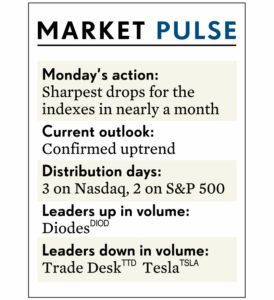 MARKET PULSE
Monday's action:
Sharpest drops for the
indexes in nearly a month
Current outlook:
Confirmed uptrend
Distribution days:
3 on Nasdaq, 2 on S&P 500
Leaders up in volume:
DiodesDIOD
Leaders down in volume:
Trade DeskTTD TeslaTSLA